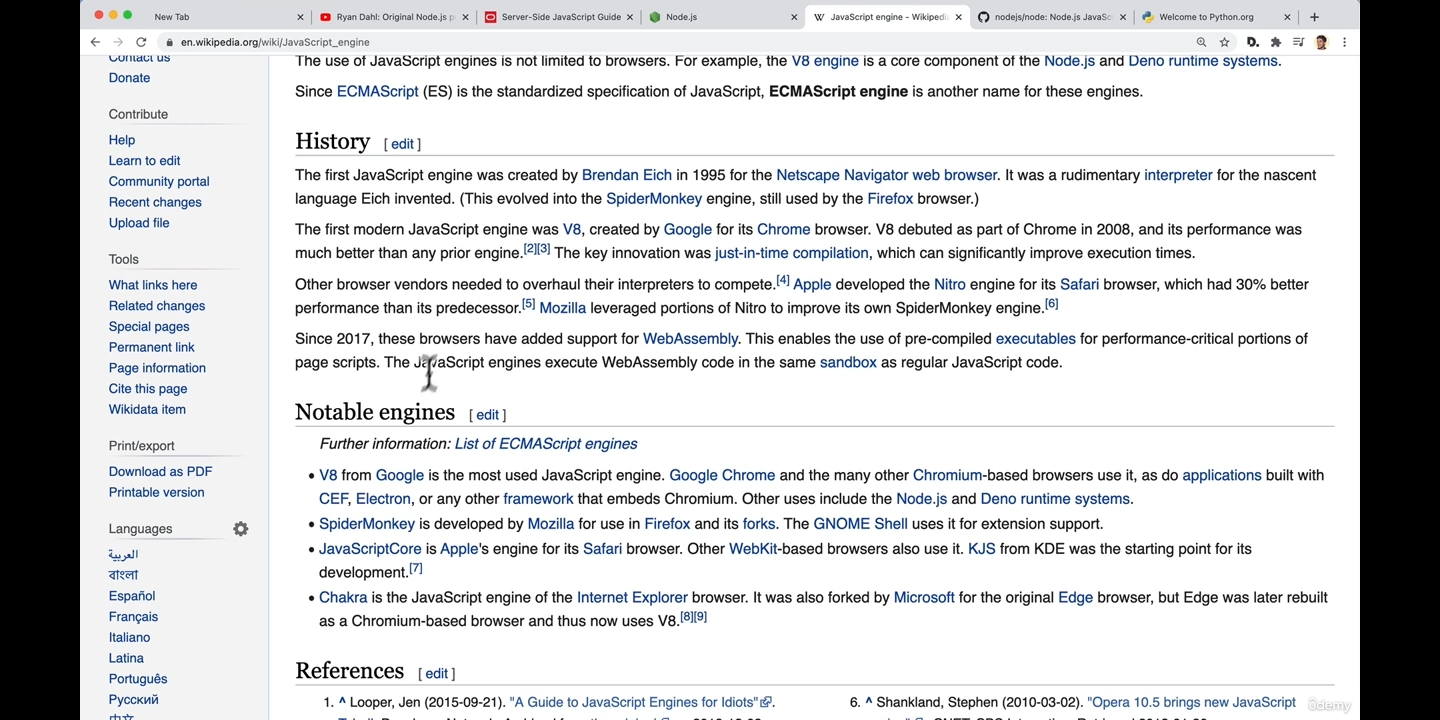 New Tab
Ryan Dahl: Original Node.js p
Server-Side JavaScript Guide
Node.js
JavaScript engine - Wikipedi
nodejs/node: Node.js JavaSc
Welcome to Python.org
en.wikipedia.org/wiki/JavaScript_engine
Contact us
Donate
Contribute
Help
Learn to edit
Community portal
Recent changes
Upload file
Tools
What links here
Related changes
Special pages
Permanent link
Page information
Cite this page
Wikidata item
Print/export
Download as PDF
Printable version
Languages
العربية
বাংলা
Español
Français
Italiano
Latina
Português
Русский
中文
The use of JavaScript engines is not limited to browsers. For example, the V8 engine is a core component of the Node.js and Deno runtime systems.
Since ECMAScript (ES) is the standardized specification of JavaScript, ECMAScript engine is another name for these engines.
History [ edit ]
The first JavaScript engine was created by Brendan Eich in 1995 for the Netscape Navigator web browser. It was a rudimentary interpreter for the nascent
language Eich invented. (This evolved into the SpiderMonkey engine, still used by the Firefox browser.)
The first modern JavaScript engine was V8, created by Google for its Chrome browser. V8 debuted as part of Chrome in 2008, and its performance was
much better than any prior engine.[2][3] The key innovation was just-in-time compilation, which can significantly improve execution times.
Other browser vendors needed to overhaul their interpreters to compete.[4] Apple developed the Nitro engine for its Safari browser, which had 30% better
performance than its predecessor.[5] Mozilla leveraged portions of Nitro to improve its own SpiderMonkey engine.[6]
Since 2017, these browsers have added support for WebAssembly. This enables the use of pre-compiled executables for performance-critical portions of
page scripts. The JavaScript engines execute WebAssembly code in the same sandbox as regular JavaScript code.
Notable engines [ edit ]
Further information: List of ECMAScript engines
• V8 from Google is the most used JavaScript engine. Google Chrome and the many other Chromium-based browsers use it, as do applications built with
CEF, Electron, or any other framework that embeds Chromium. Other uses include the Node.js and Deno runtime systems.
• SpiderMonkey is developed by Mozilla for use in Firefox and its forks. The GNOME Shell uses it for extension support.
• JavaScriptCore is Apple's engine for its Safari browser. Other WebKit-based browsers also use it. KJS from KDE was the starting point for its
development.[7]
• Chakra is the JavaScript engine of the Internet Explorer browser. It was also forked by Microsoft for the original Edge browser, but Edge was later rebuilt
as a Chromium-based browser and thus now uses V8.[8][9]
References [ edit ]
1. ^ Looper, Jen (2015-09-21). "A Guide to JavaScript Engines for Idiots".
6. ^ Shankland, Stephen (2010-03-02). "Opera 10.5 brings new JavaScript
ûdemy